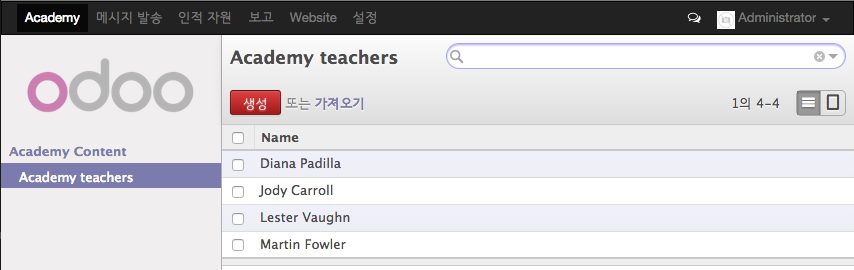 Academy 메시지 발송 인적 자원 보고 Website 설정 Administrator
odoo
Academy teachers
생성 또는 가져오기 1의 4-4
Academy Content
Academy teachers
Name
Diana Padilla
Jody Carroll
Lester Vaughn
Martin Fowler